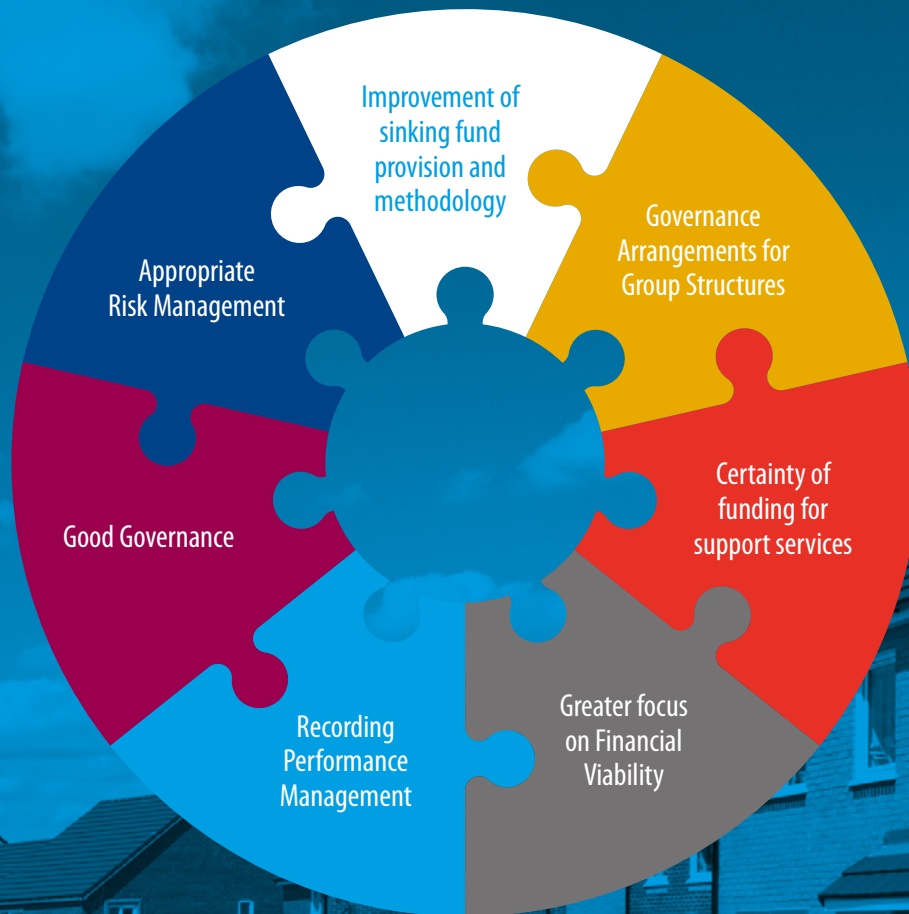 Improvement of
sinking fund
provision and
methodology
Governance
Arrangements for
Group Structures
Certainty of
funding for
support services
Greater focus
on Financial
Viability
Recording
Performance
Management
Good Governance
Appropriate
Risk Management